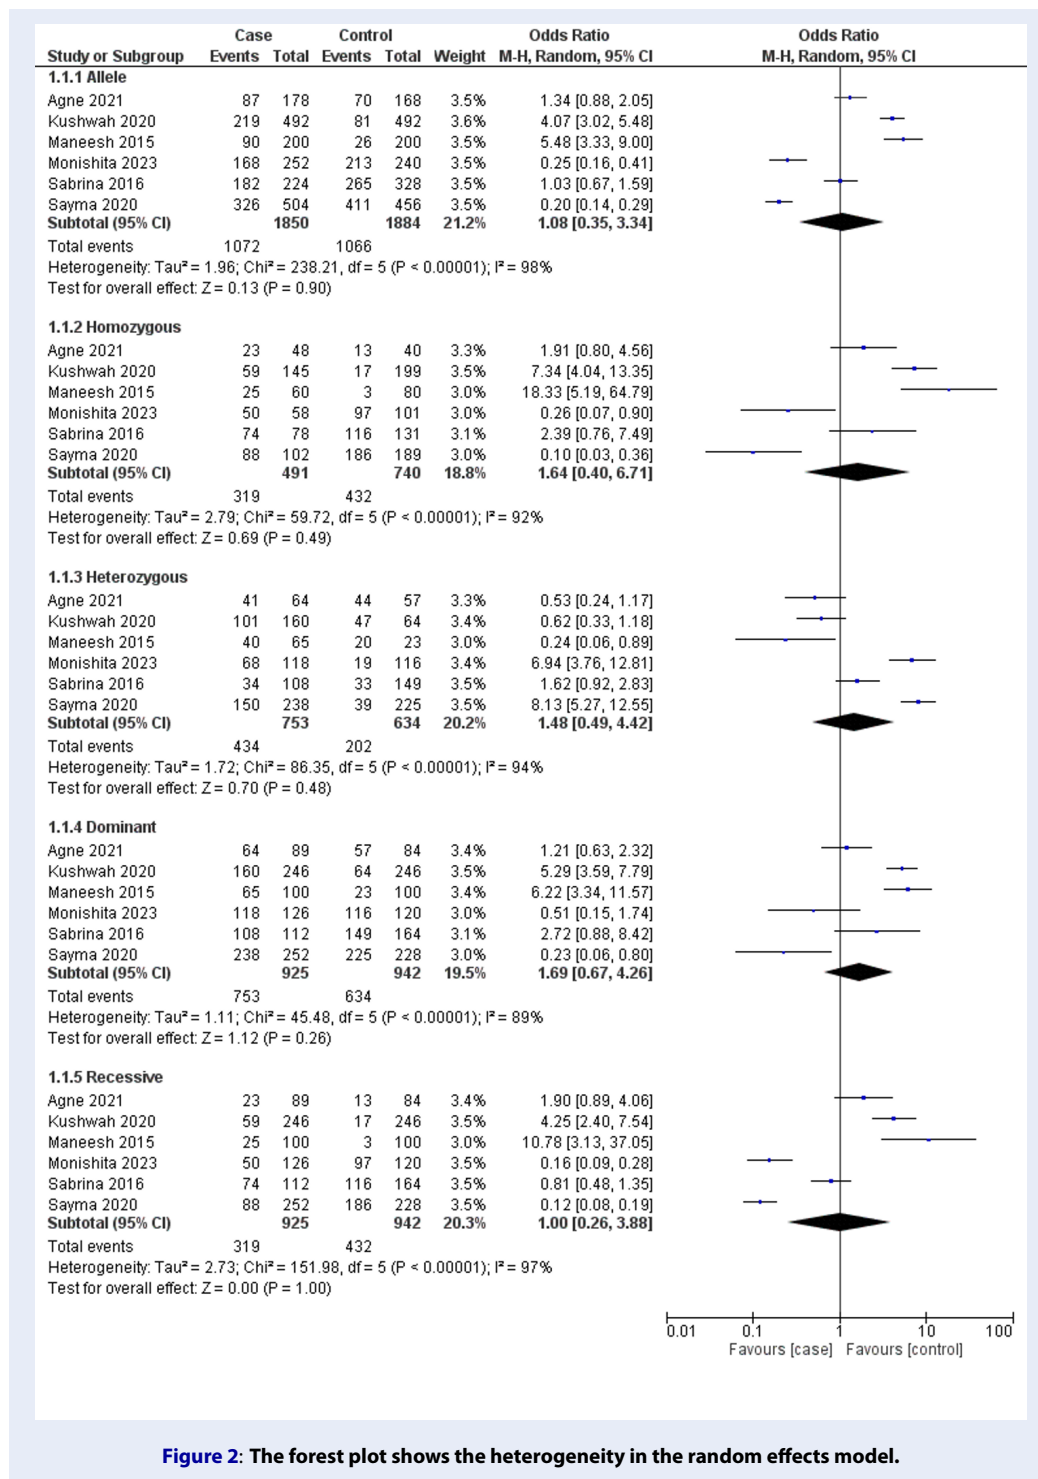 Case Control Odds Ratio Odds Ratio
Study or Subgroup Events Total Events Total Weight M-H, Random, 95% CI M-H, Random, 95% CI
1.1.1 Allele
Agne 2021 87 178 70 168 3.5% 1.34 [0.88, 2.05]
Kushwah 2020 219 492 81 492 3.6% 4.07 [3.02, 5.48]
Maneesh 2015 90 200 26 200 3.5% 5.48 [3.33, 9.00]
Monishita 2023 168 252 213 240 3.5% 0.25 [0.16, 0.41]
Sabrina 2016 182 224 265 328 3.5% 1.03 [0.67, 1.59]
Sayma 2020 326 504 411 456 3.5% 0.20 [0.14, 0.29]
Subtotal (95% CI) 1850 1884 21.2% 1.08 [0.35, 3.34]
Total events 1072 1066
Heterogeneity: Tau² = 1.96; Chi² = 238.21, df = 5 (P < 0.00001); I² = 98%
Test for overall effect: Z = 0.13 (P = 0.90)
1.1.2 Homozygous
Agne 2021 23 48 13 40 3.3% 1.91 [0.80, 4.56]
Kushwah 2020 59 145 17 199 3.5% 7.34 [4.04, 13.35]
Maneesh 2015 25 60 3 80 3.0% 18.33 [5.19, 64.79]
Monishita 2023 50 58 97 101 3.0% 0.26 [0.07, 0.90]
Sabrina 2016 74 78 116 131 3.1% 2.39 [0.76, 7.49]
Sayma 2020 88 102 186 189 3.0% 0.10 [0.03, 0.36]
Subtotal (95% CI) 491 740 18.8% 1.64 [0.40, 6.71]
Total events 319 432
Heterogeneity: Tau² = 2.79; Chi² = 59.72, df = 5 (P < 0.00001); I² = 92%
Test for overall effect: Z = 0.69 (P = 0.49)
1.1.3 Heterozygous
Agne 2021 41 64 44 57 3.3% 0.53 [0.24, 1.17]
Kushwah 2020 101 160 47 64 3.4% 0.62 [0.33, 1.18]
Maneesh 2015 40 65 20 23 3.0% 0.24 [0.06, 0.89]
Monishita 2023 68 118 19 116 3.4% 6.94 [3.76, 12.81]
Sabrina 2016 34 108 33 149 3.5% 1.62 [0.92, 2.83]
Sayma 2020 150 238 39 225 3.5% 8.13 [5.27, 12.55]
Subtotal (95% CI) 753 634 20.2% 1.48 [0.49, 4.42]
Total events 434 202
Heterogeneity: Tau² = 1.72; Chi² = 86.35, df = 5 (P < 0.00001); I² = 94%
Test for overall effect: Z = 0.70 (P = 0.48)
1.1.4 Dominant
Agne 2021 64 89 57 84 3.4% 1.21 [0.63, 2.32]
Kushwah 2020 160 246 64 246 3.5% 5.29 [3.59, 7.79]
Maneesh 2015 65 100 23 100 3.4% 6.22 [3.34, 11.57]
Monishita 2023 118 126 116 120 3.0% 0.51 [0.15, 1.74]
Sabrina 2016 108 112 149 164 3.1% 2.72 [0.88, 8.42]
Sayma 2020 238 252 225 228 3.0% 0.23 [0.06, 0.80]
Subtotal (95% CI) 925 942 19.5% 1.69 [0.67, 4.26]
Total events 753 634
Heterogeneity: Tau² = 1.11; Chi² = 45.48, df = 5 (P < 0.00001); I² = 89%
Test for overall effect: Z = 1.12 (P = 0.26)
1.1.5 Recessive
Agne 2021 23 89 13 84 3.4% 1.90 [0.89, 4.06]
Kushwah 2020 59 246 17 246 3.5% 4.25 [2.40, 7.54]
Maneesh 2015 25 100 3 100 3.0% 10.78 [3.13, 37.05]
Monishita 2023 50 126 97 120 3.5% 0.16 [0.09, 0.28]
Sabrina 2016 74 112 116 164 3.5% 0.81 [0.48, 1.35]
Sayma 2020 88 252 186 228 3.5% 0.12 [0.08, 0.19]
Subtotal (95% CI) 925 942 20.3% 1.00 [0.26, 3.88]
Total events 319 432
Heterogeneity: Tau² = 2.73; Chi² = 151.98, df = 5 (P < 0.00001); I² = 97%
Test for overall effect: Z = 0.00 (P = 1.00)
0.01 0.1 1 10 100
Favours [case] Favours [control]
Figure 2: The forest plot shows the heterogeneity in the random effects model.